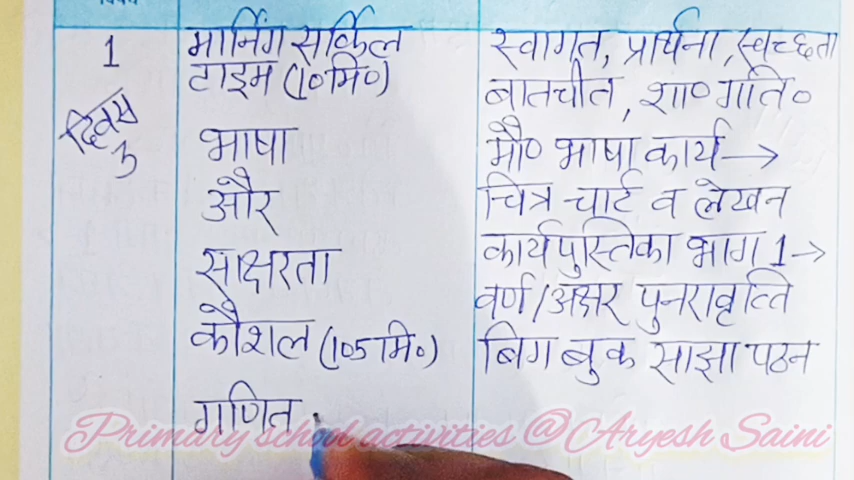 1
दिवस
3
मार्निंग सर्किल
टाइम (10 मि०)
भाषा
और
साक्षरता
कौशल (105 मि०)
गणित
स्वागत, प्रार्थना, स्वच्छता
बातचीत, शा० गति०
मौ० भाषा कार्य→
चित्र चार्ट व लेखन
कार्यपुस्तिका भाग 1→
वर्ण/अक्षर पुनरावृत्ति
बिग बुक साझा पठन
Primary school activities @Aryesh Saini